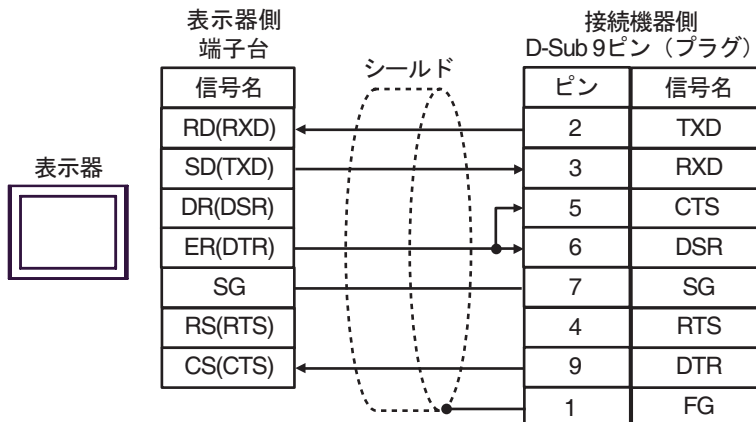 表示器側
端子台
信号名
RD(RXD)
SD(TXD)
DR(DSR)
ER(DTR)
SG
RS(RTS)
CS(CTS)
表示器
シールド
接続機器側
D-Sub 9ピン（プラグ）
ピン 信号名
2 TXD
3 RXD
5 CTS
6 DSR
7 SG
4 RTS
9 DTR
1 FG